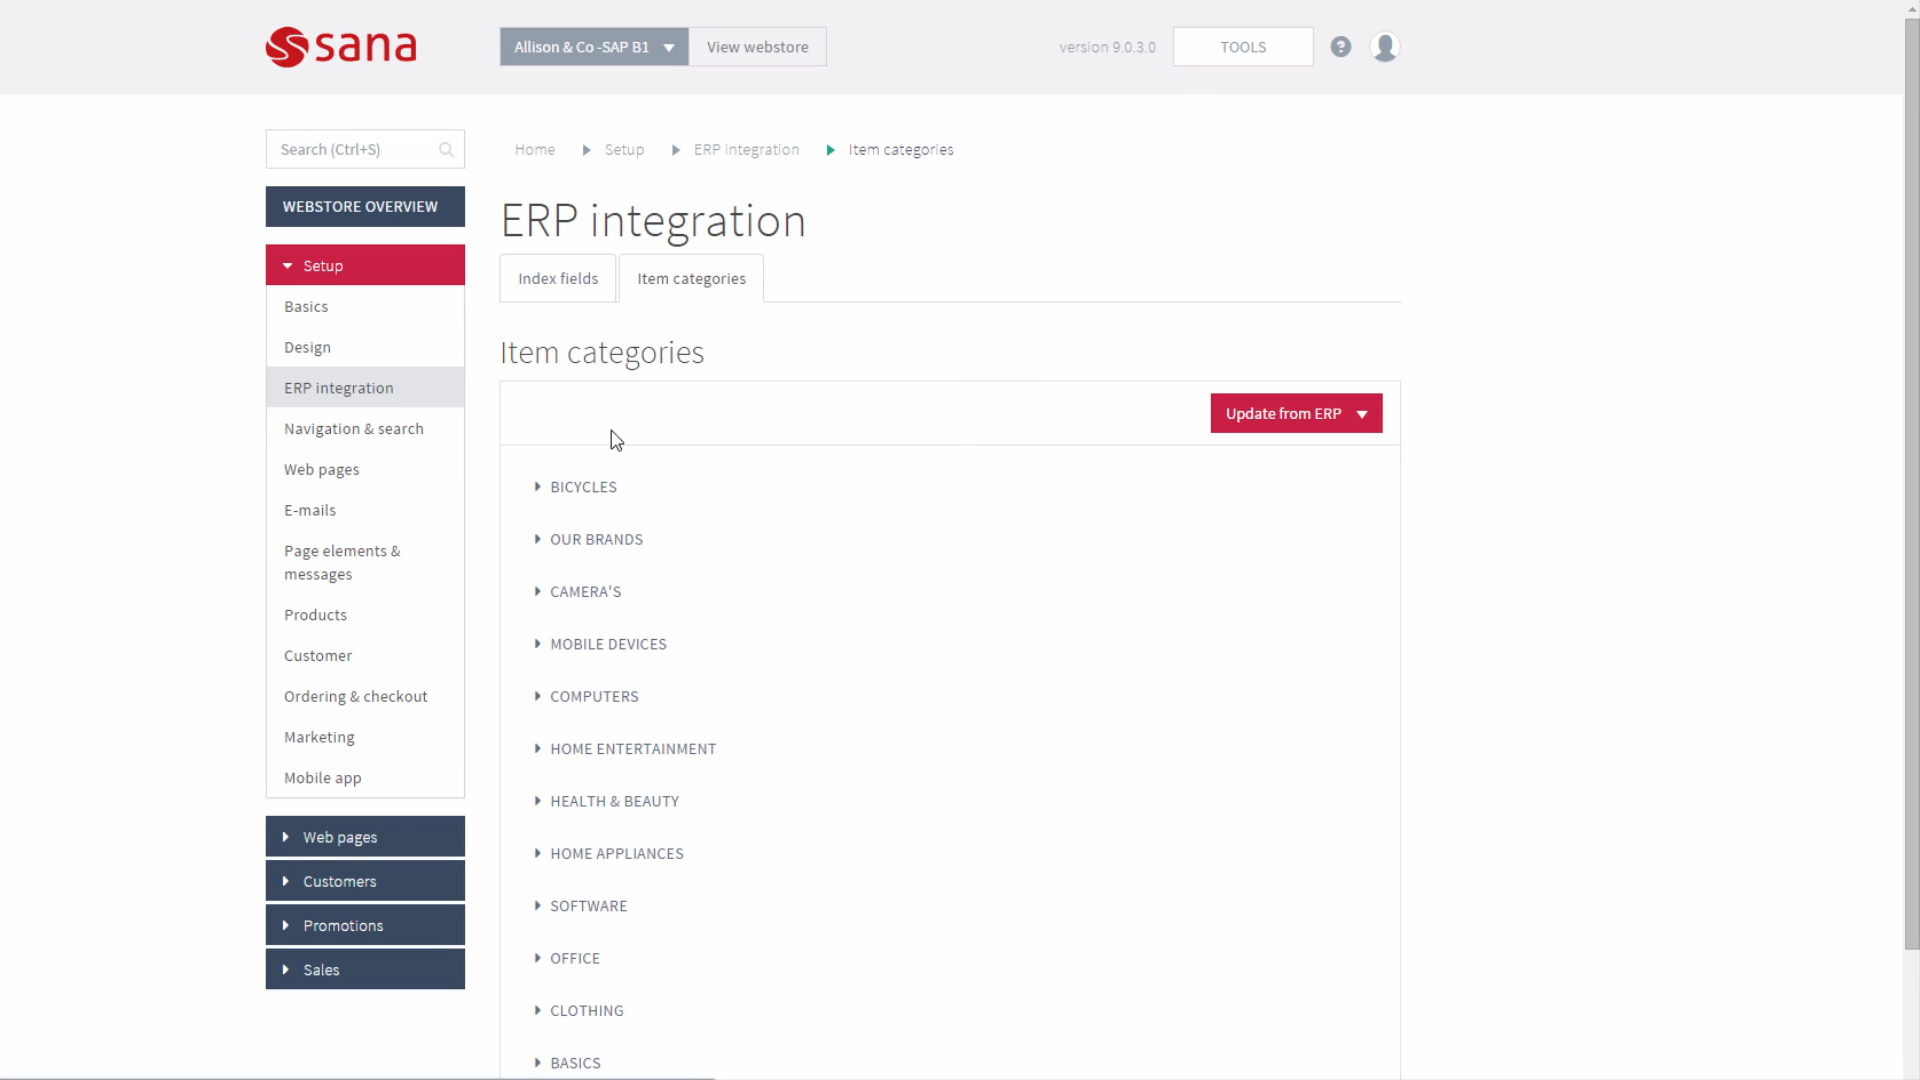 sana
Allison & Co -SAP B1
View webstore
version 9.0.3.0
TOOLS
?
Search (Ctrl+S)
Home
Setup
ERP integration
Item categories
WEBSTORE OVERVIEW
Setup
Basics
Design
ERP integration
Navigation & search
Web pages
E-mails
Page elements &
messages
Products
Customer
Ordering & checkout
Marketing
Mobile app
Web pages
Customers
Promotions
Sales
ERP integration
Index fields
Item categories
Item categories
Update from ERP
BICYCLES
OUR BRANDS
CAMERA'S
MOBILE DEVICES
COMPUTERS
HOME ENTERTAINMENT
HEALTH & BEAUTY
HOME APPLIANCES
SOFTWARE
OFFICE
CLOTHING
BASICS